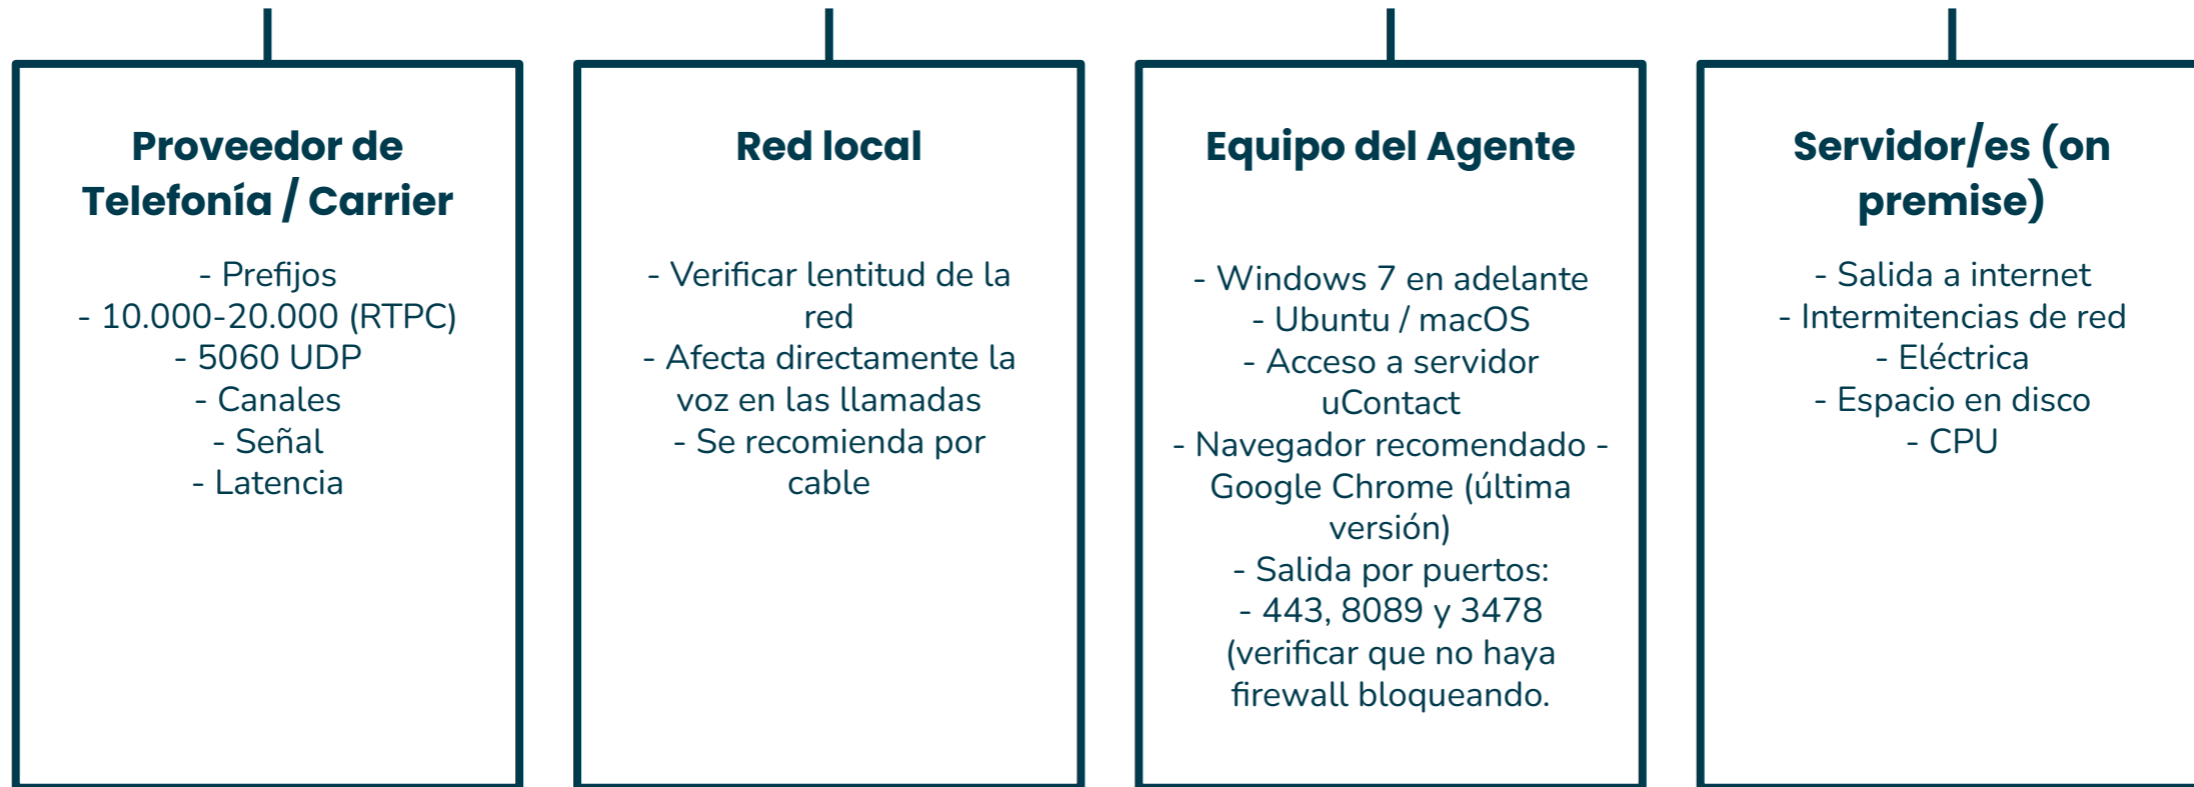 Proveedor de
Telefonía / Carrier
- Prefijos
- 10.000-20.000 (RTPC)
- 5060 UDP
- Canales
- Señal
- Latencia
Red local
- Verificar lentitud de la
red
- Afecta directamente la
voz en las llamadas
- Se recomienda por
cable
Equipo del Agente
- Windows 7 en adelante
- Ubuntu / macOS
- Acceso a servidor
uContact
- Navegador recomendado -
Google Chrome (última
versión)
- Salida por puertos:
- 443, 8089 y 3478
(verificar que no haya
firewall bloqueando.
Servidor/es (on
premise)
- Salida a internet
- Intermitencias de red
- Eléctrica
- Espacio en disco
- CPU